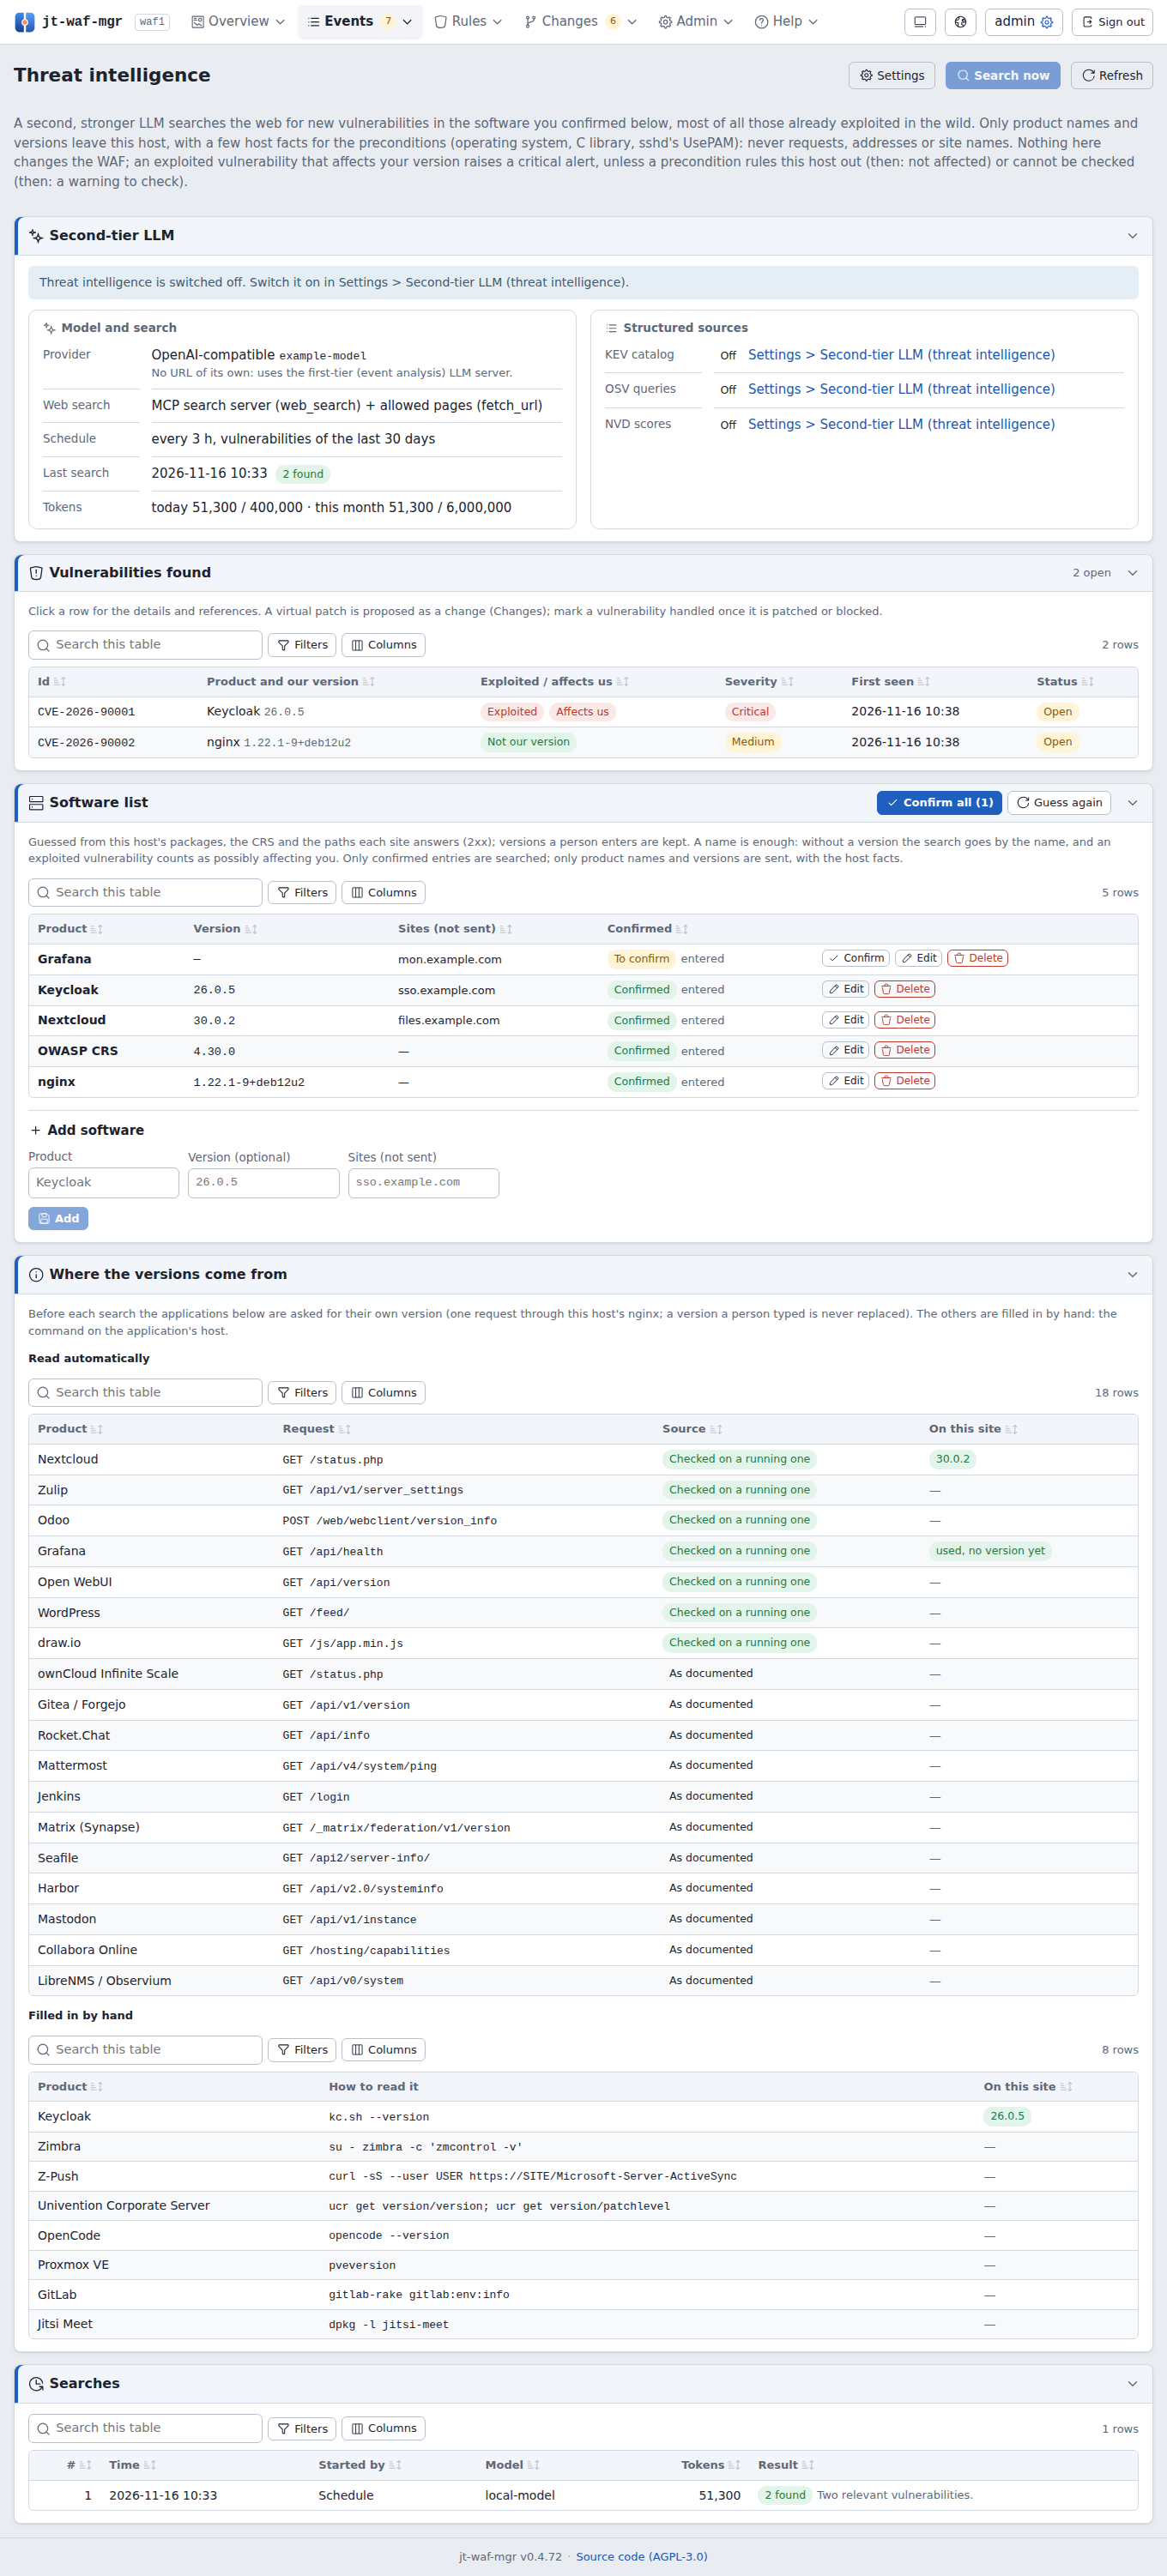 jt-waf-mgr waf1 Overview Events 7 Rules Changes 6 Admin Help admin Sign out
Threat intelligence Settings Search now Refresh
A second, stronger LLM searches the web for new vulnerabilities in the software you confirmed below, most of all those already exploited in the wild. Only product names and
versions leave this host, with a few host facts for the preconditions (operating system, C library, sshd's UsePAM): never requests, addresses or site names. Nothing here
changes the WAF; an exploited vulnerability that affects your version raises a critical alert, unless a precondition rules this host out (then: not affected) or cannot be checked
(then: a warning to check).
Second-tier LLM
Threat intelligence is switched off. Switch it on in Settings > Second-tier LLM (threat intelligence).
Model and search
Provider OpenAI-compatible example-model
No URL of its own: uses the first-tier (event analysis) LLM server.
Web search MCP search server (web_search) + allowed pages (fetch_url)
Schedule every 3 h, vulnerabilities of the last 30 days
Last search 2026-11-16 10:33 2 found
Tokens today 51,300 / 400,000 · this month 51,300 / 6,000,000
Structured sources
KEV catalog Off Settings > Second-tier LLM (threat intelligence)
OSV queries Off Settings > Second-tier LLM (threat intelligence)
NVD scores Off Settings > Second-tier LLM (threat intelligence)
Vulnerabilities found 2 open
Click a row for the details and references. A virtual patch is proposed as a change (Changes); mark a vulnerability handled once it is patched or blocked.
Search this table Filters Columns 2 rows
Id Product and our version Exploited / affects us Severity First seen Status
CVE-2026-90001 Keycloak 26.0.5 Exploited Affects us Critical 2026-11-16 10:38 Open
CVE-2026-90002 nginx 1.22.1-9+deb12u2 Not our version Medium 2026-11-16 10:38 Open
Software list Confirm all (1) Guess again
Guessed from this host's packages, the CRS and the paths each site answers (2xx); versions a person enters are kept. A name is enough: without a version the search goes by the name, and an
exploited vulnerability counts as possibly affecting you. Only confirmed entries are searched; only product names and versions are sent, with the host facts.
Search this table Filters Columns 5 rows
Product Version Sites (not sent) Confirmed
Grafana — mon.example.com To confirm entered Confirm Edit Delete
Keycloak 26.0.5 sso.example.com Confirmed entered Edit Delete
Nextcloud 30.0.2 files.example.com Confirmed entered Edit Delete
OWASP CRS 4.30.0 — Confirmed entered Edit Delete
nginx 1.22.1-9+deb12u2 — Confirmed entered Edit Delete
+ Add software
Product Version (optional) Sites (not sent)
Keycloak 26.0.5 sso.example.com
Add
Where the versions come from
Before each search the applications below are asked for their own version (one request through this host's nginx; a version a person typed is never replaced). The others are filled in by hand: the
command on the application's host.
Read automatically
Search this table Filters Columns 18 rows
Product Request Source On this site
Nextcloud GET /status.php Checked on a running one 30.0.2
Zulip GET /api/v1/server_settings Checked on a running one —
Odoo POST /web/webclient/version_info Checked on a running one —
Grafana GET /api/health Checked on a running one used, no version yet
Open WebUI GET /api/version Checked on a running one —
WordPress GET /feed/ Checked on a running one —
draw.io GET /js/app.min.js Checked on a running one —
ownCloud Infinite Scale GET /status.php As documented —
Gitea / Forgejo GET /api/v1/version As documented —
Rocket.Chat GET /api/info As documented —
Mattermost GET /api/v4/system/ping As documented —
Jenkins GET /login As documented —
Matrix (Synapse) GET /_matrix/federation/v1/version As documented —
Seafile GET /api2/server-info/ As documented —
Harbor GET /api/v2.0/systeminfo As documented —
Mastodon GET /api/v1/instance As documented —
Collabora Online GET /hosting/capabilities As documented —
LibreNMS / Observium GET /api/v0/system As documented —
Filled in by hand
Search this table Filters Columns 8 rows
Product How to read it On this site
Keycloak kc.sh --version 26.0.5
Zimbra su - zimbra -c 'zmcontrol -v' —
Z-Push curl -sS --user USER https://SITE/Microsoft-Server-ActiveSync —
Univention Corporate Server ucr get version/version; ucr get version/patchlevel —
OpenCode opencode --version —
Proxmox VE pveversion —
GitLab gitlab-rake gitlab:env:info —
Jitsi Meet dpkg -l jitsi-meet —
Searches
Search this table Filters Columns 1 rows
# Time Started by Model Tokens Result
1 2026-11-16 10:33 Schedule local-model 51,300 2 found Two relevant vulnerabilities.
jt-waf-mgr v0.4.72 · Source code (AGPL-3.0)